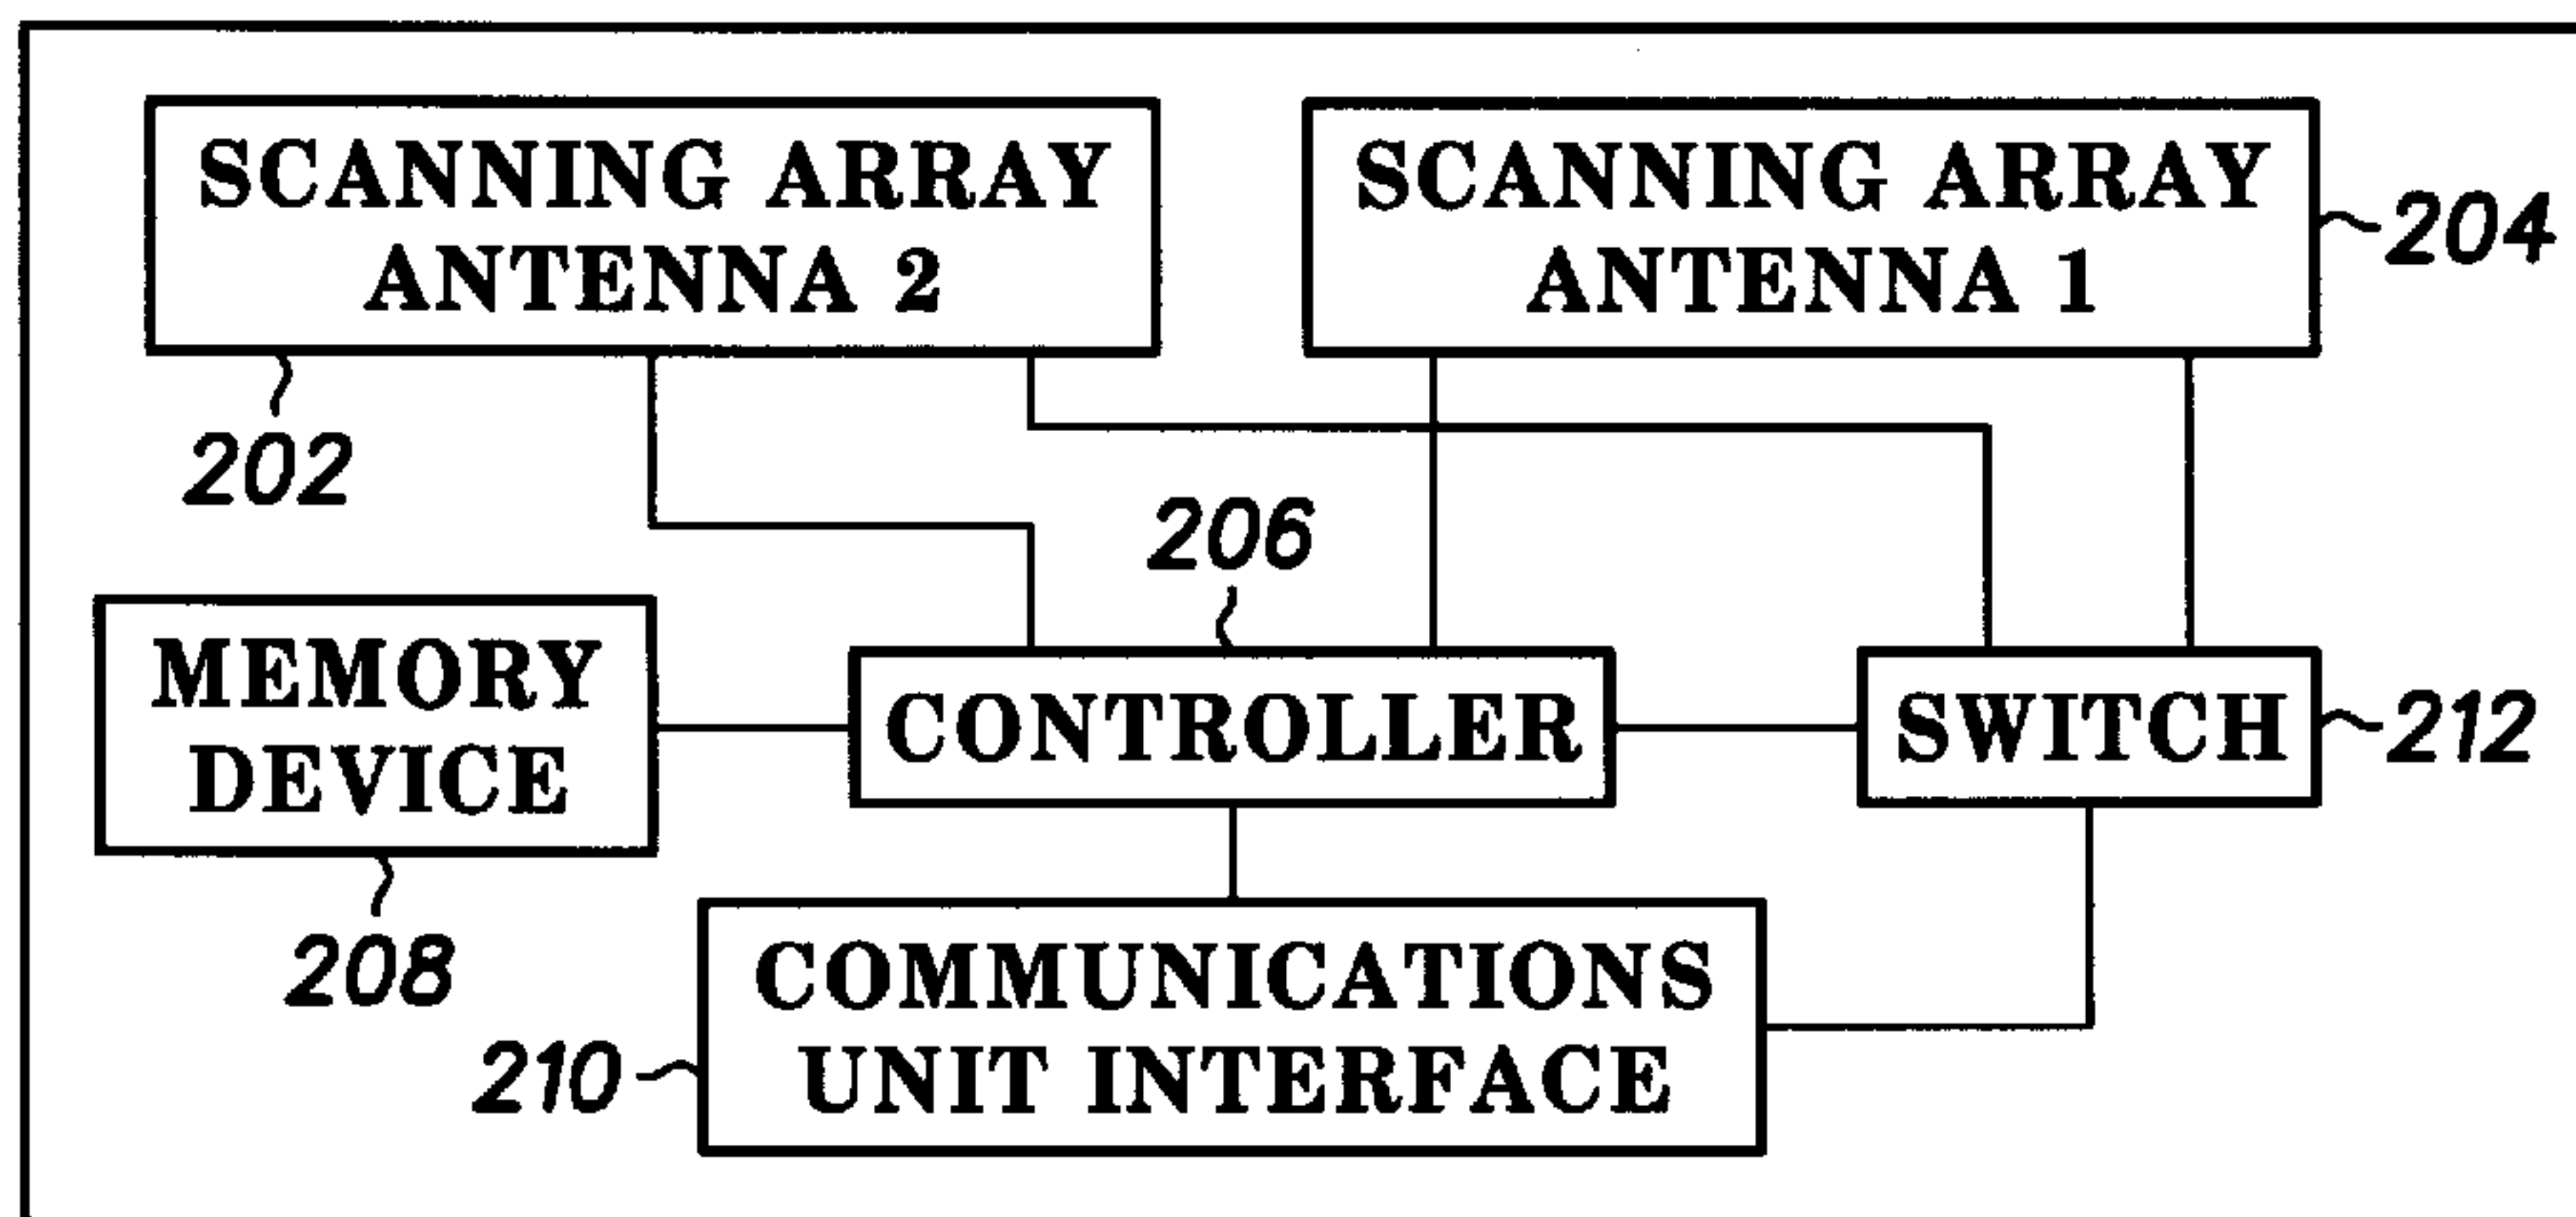 SCANNING ARRAY
ANTENNA 2
SCANNING ARRAY
ANTENNA 1
204
202
206
MEMORY
DEVICE
CONTROLLER
SWITCH
212
208
COMMUNICATIONS
UNIT INTERFACE
210